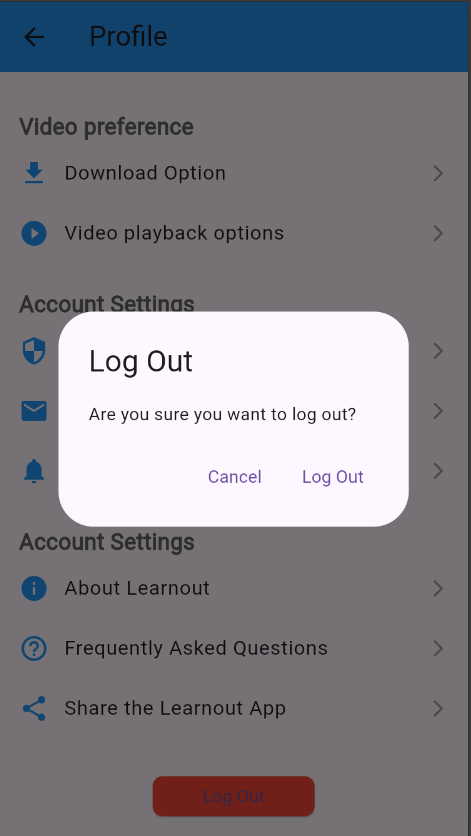 Profile
Video preference
Download Option
Video playback options
Account Settings
Log Out
Are you sure you want to log out?
Cancel Log Out
Account Settings
About Learnout
Frequently Asked Questions
Share the Learnout App
Log Out